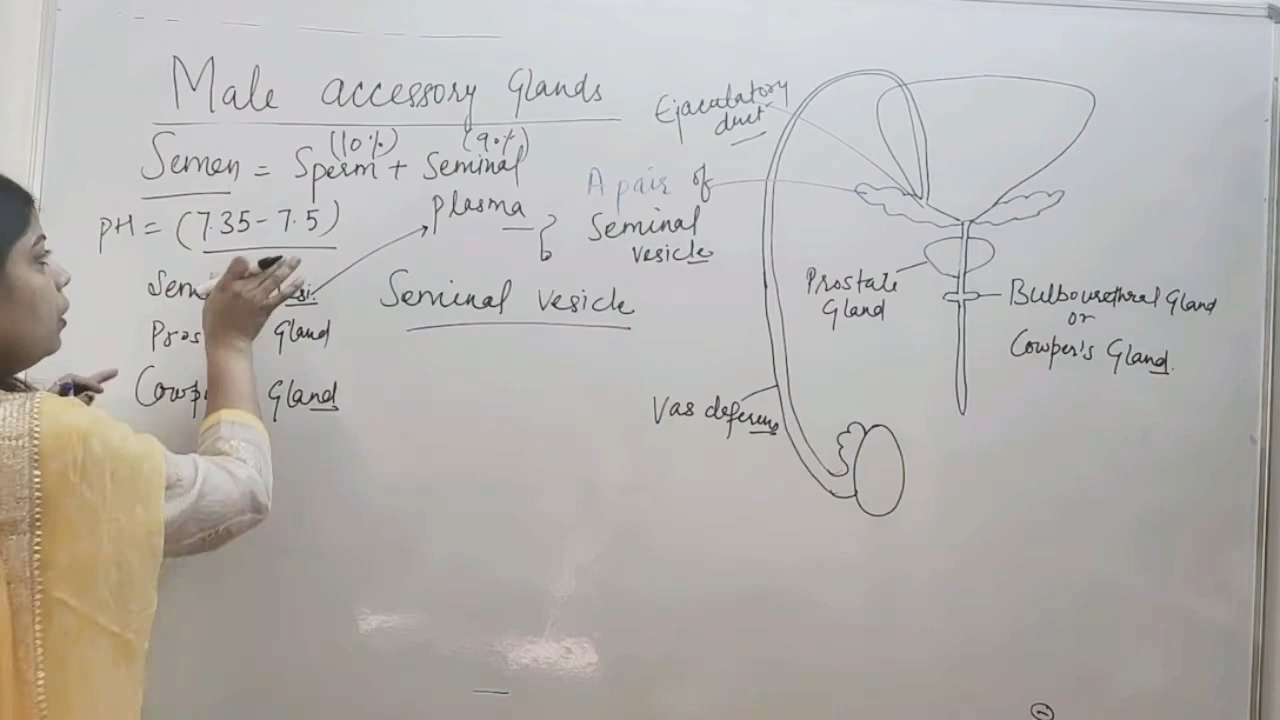 Male accessory Glands
(10%) (90%)
Semen = Sperm + Seminal
plasma
PH = (7.35 - 7.5)
Gland
Gland
Seminal vesicle
Ejaculatory
duct
A pair of
Seminal
vesicle
Prostate
Gland
Bulbourethral Gland
or
Cowper's Gland.
Vas deferens